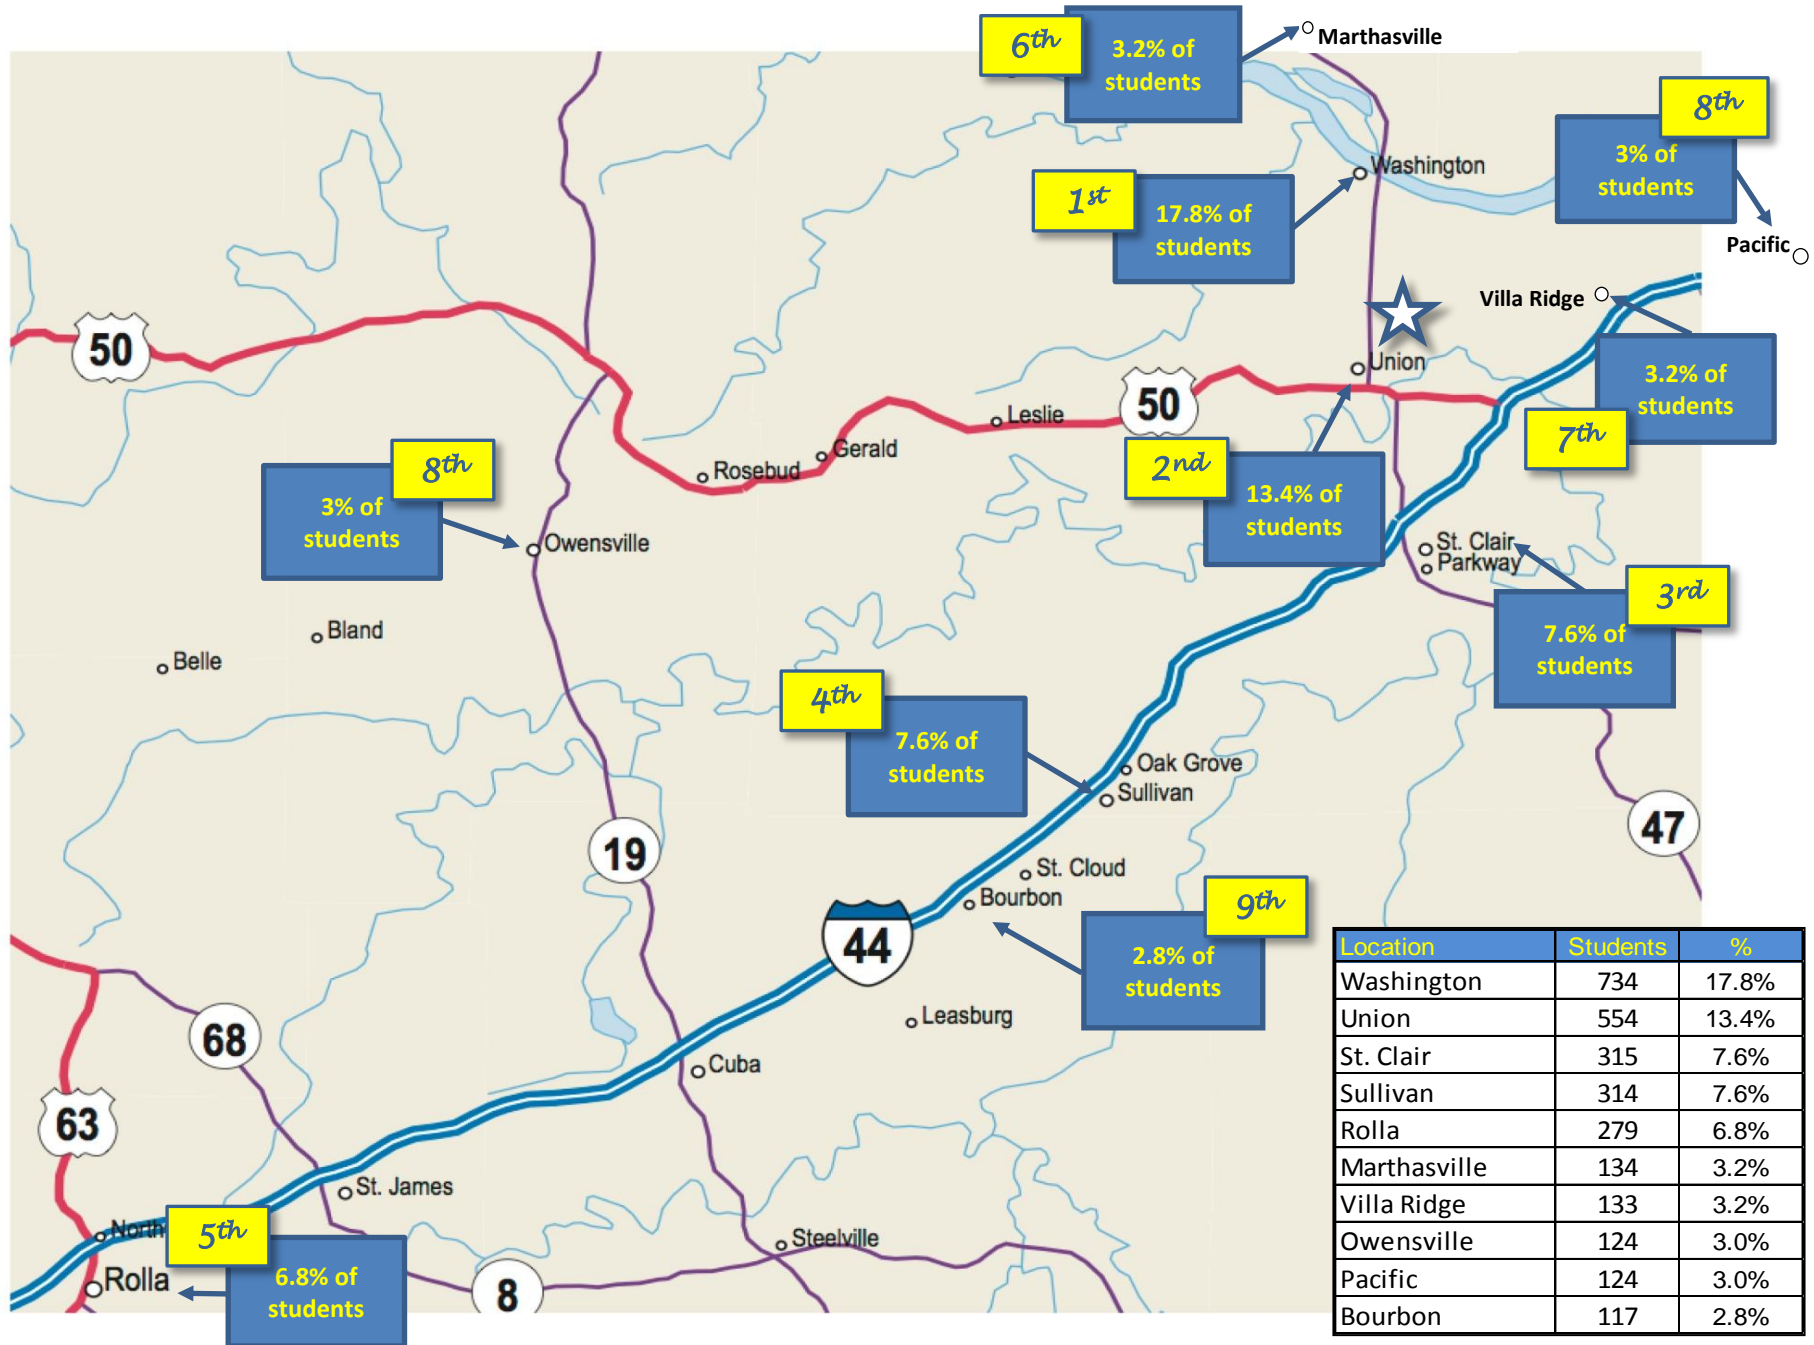 6th
3.2% of
students
Marthasville
8th
3% of
students
Pacific
Washington
1st
17.8% of
students
Villa Ridge
50
Union
3.2% of
students
7th
50
Leslie
Gerald
Rosebud
2nd
13.4% of
students
8th
3% of
students
Owensville
St. Clair
Parkway
3rd
7.6% of
students
Bland
Belle
4th
7.6% of
students
Oak Grove
Sullivan
47
19
St. Cloud
Bourbon
9th
2.8% of
students
44
Leasburg
68
Cuba
63
St. James
North
5th
6.8% of
students
Rolla
Steelville
8
Location Students %
Washington 734 17.8%
Union 554 13.4%
St. Clair 315 7.6%
Sullivan 314 7.6%
Rolla 279 6.8%
Marthasville 134 3.2%
Villa Ridge 133 3.2%
Owensville 124 3.0%
Pacific 124 3.0%
Bourbon 117 2.8%